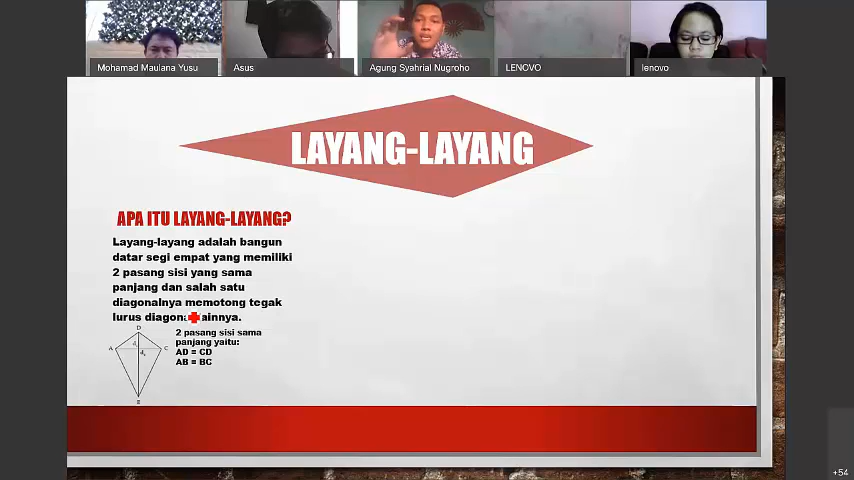 Mohamad Maulana Yusu
Asus
Agung Syahrial Nugroho
LENOVO
lenovo
LAYANG-LAYANG
APA ITU LAYANG-LAYANG?
Layang-layang adalah bangun
datar segi empat yang memiliki
2 pasang sisi yang sama
panjang dan salah satu
diagonalnya memotong tegak
lurus diagon ainnya.
D
A
C
2 pasang sisi sama
panjang yaitu:
AD = CD
AB = BC
+54